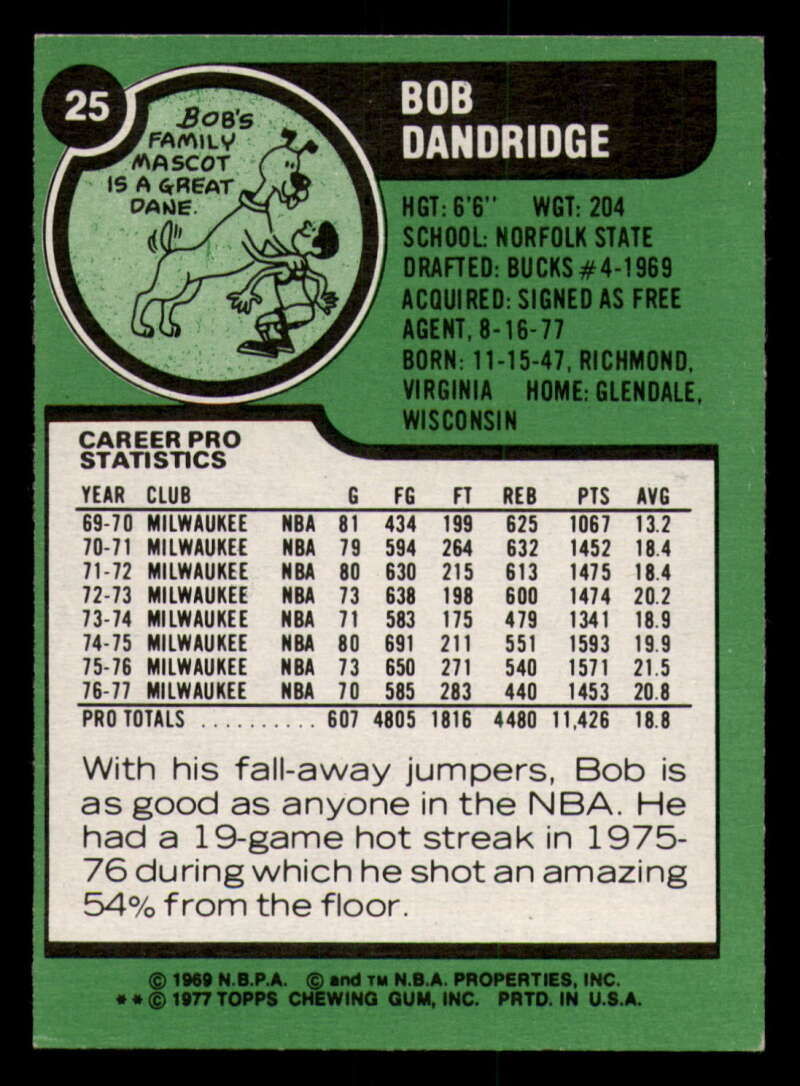 25
BOB'S
FAMILY
MASCOT
IS A GREAT
DANE.
BOB
DANDRIDGE
HGT: 6'6" WGT: 204
SCHOOL: NORFOLK STATE
DRAFTED: BUCKS #4-1969
ACQUIRED: SIGNED AS FREE
AGENT, 8-16-77
BORN: 11-15-47, RICHMOND,
VIRGINIA HOME: GLENDALE,
WISCONSIN
CAREER PRO
STATISTICS
YEAR CLUB G FG FT REB PTS AVG
69-70 MILWAUKEE NBA 81 434 199 625 1067 13.2
70-71 MILWAUKEE NBA 79 594 264 632 1452 18.4
71-72 MILWAUKEE NBA 80 630 215 613 1475 18.4
72-73 MILWAUKEE NBA 73 638 198 600 1474 20.2
73-74 MILWAUKEE NBA 71 583 175 479 1341 18.9
74-75 MILWAUKEE NBA 80 691 211 551 1593 19.9
75-76 MILWAUKEE NBA 73 650 271 540 1571 21.5
76-77 MILWAUKEE NBA 70 585 283 440 1453 20.8
PRO TOTALS .......... 607 4805 1816 4480 11,426 18.8
With his fall-away jumpers, Bob is
as good as anyone in the NBA. He
had a 19-game hot streak in 1975-
76 during which he shot an amazing
54% from the floor.
© 1969 N.B.P.A. © and TM N.B.A. PROPERTIES, INC.
**© 1977 TOPPS CHEWING GUM, INC. PRTD. IN U.S.A.